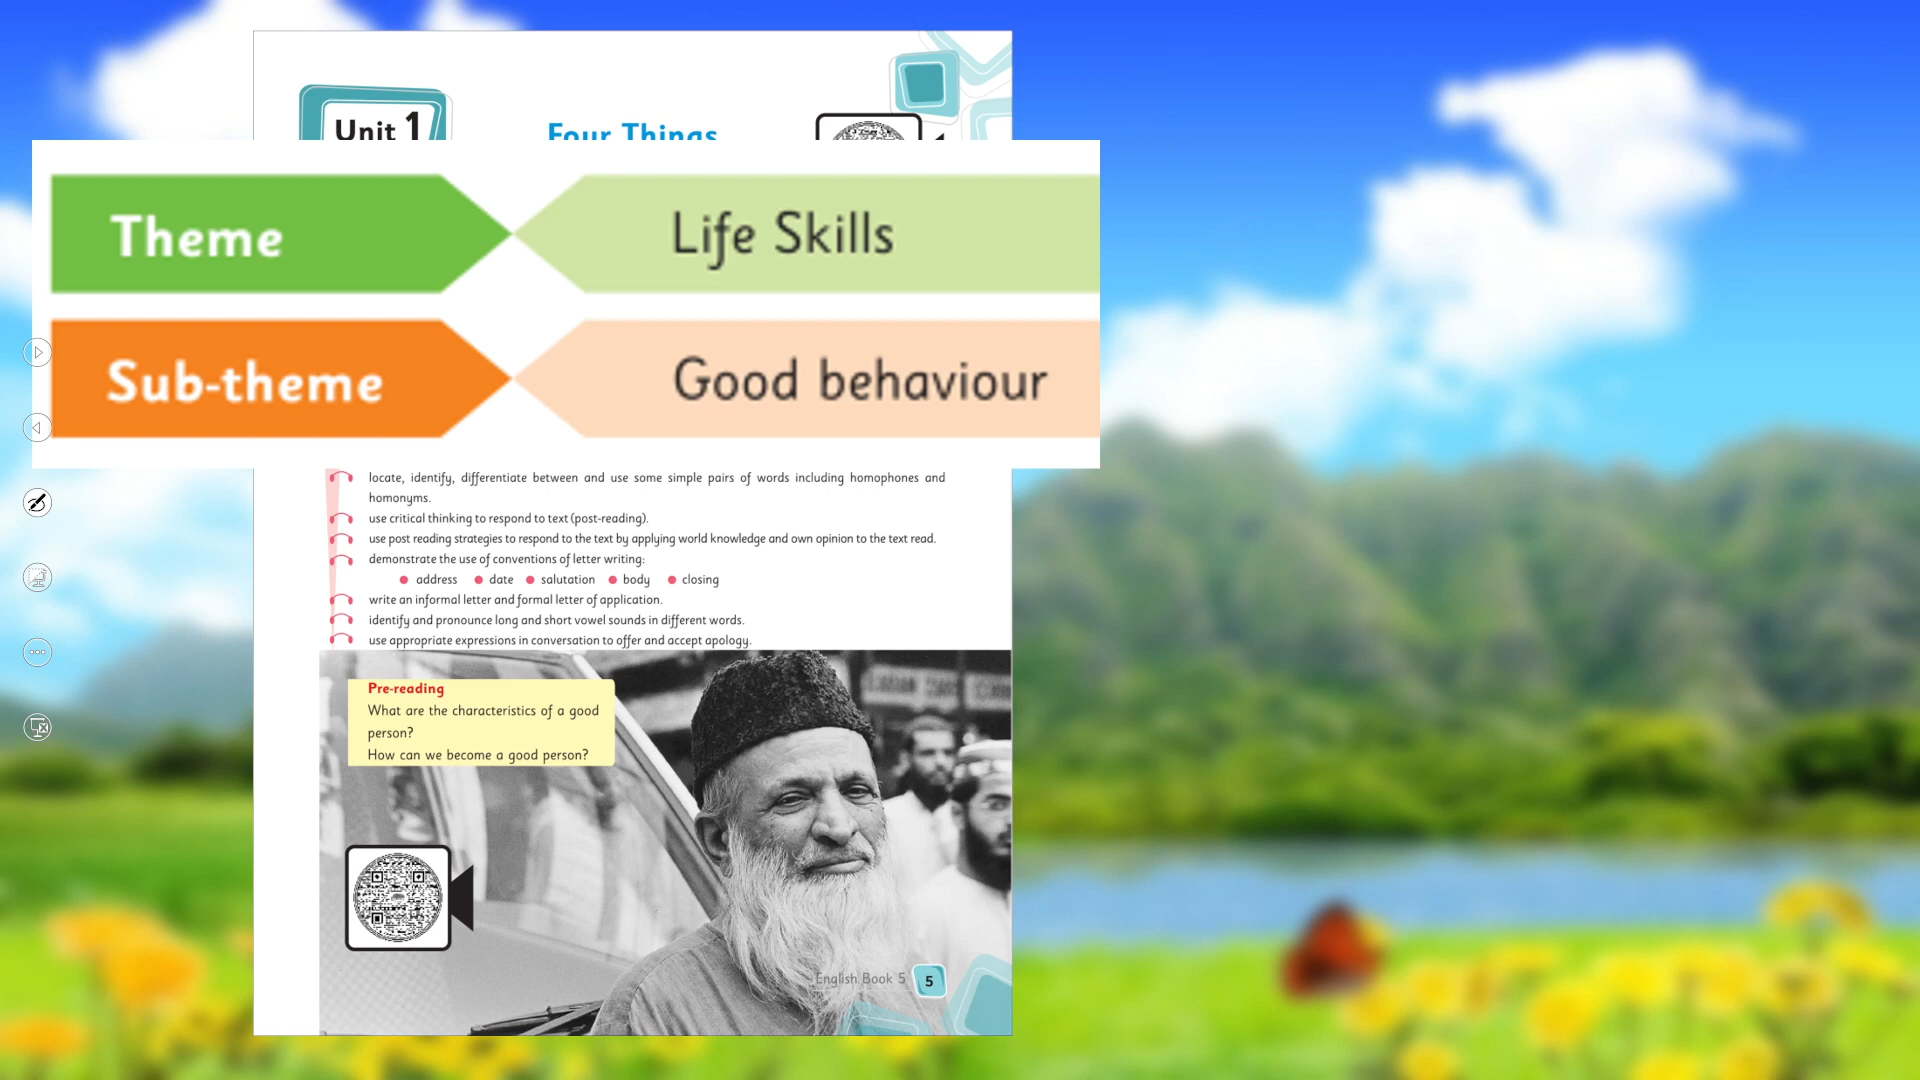 Unit 1
Four Things
Theme
Life Skills
Sub-theme
Good behaviour
locate, identify, differentiate between and use some simple pairs of words including homophones and
homonyms.
use critical thinking to respond to text (post-reading).
use post reading strategies to respond to the text by applying world knowledge and own opinion to the text read.
demonstrate the use of conventions of letter writing:
address date salutation body closing
write an informal letter and formal letter of application.
identify and pronounce long and short vowel sounds in different words.
use appropriate expressions in conversation to offer and accept apology.
Pre-reading
What are the characteristics of a good
person?
How can we become a good person?
English Book 5
5